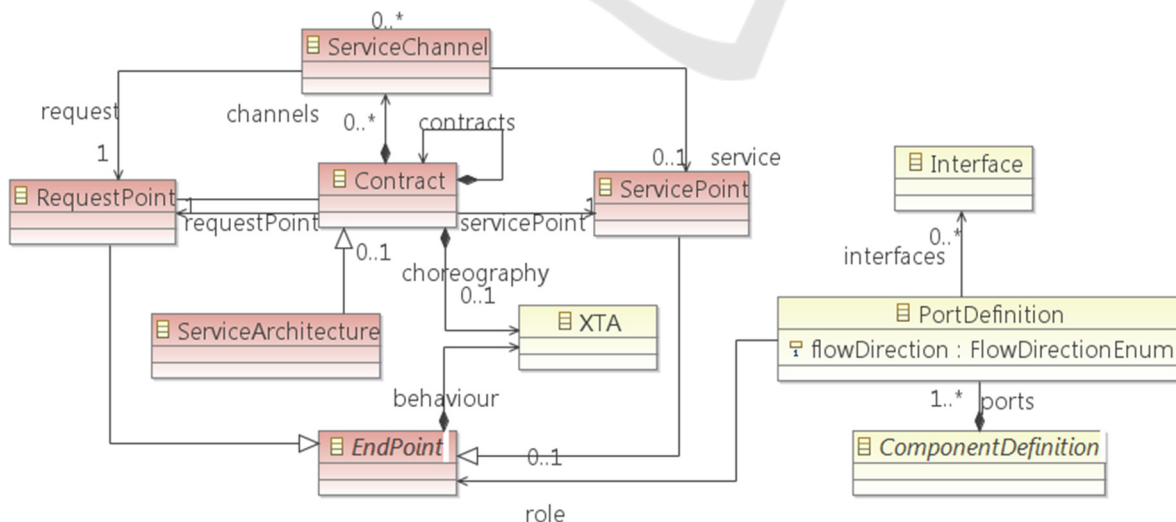 0..*
ServiceChannel
request
channels
0..*
contracts
1
0..1
service
Interface
Contract
RequestPoint
ServicePoint
1
1
requestPoint
servicePoint
0..*
interfaces
0..1
choreography
0..1
PortDefinition
ServiceArchitecture
XTA
flowDirection : FlowDirectionEnum
behaviour
1..*
ports
EndPoint
0..1
ComponentDefinition
role